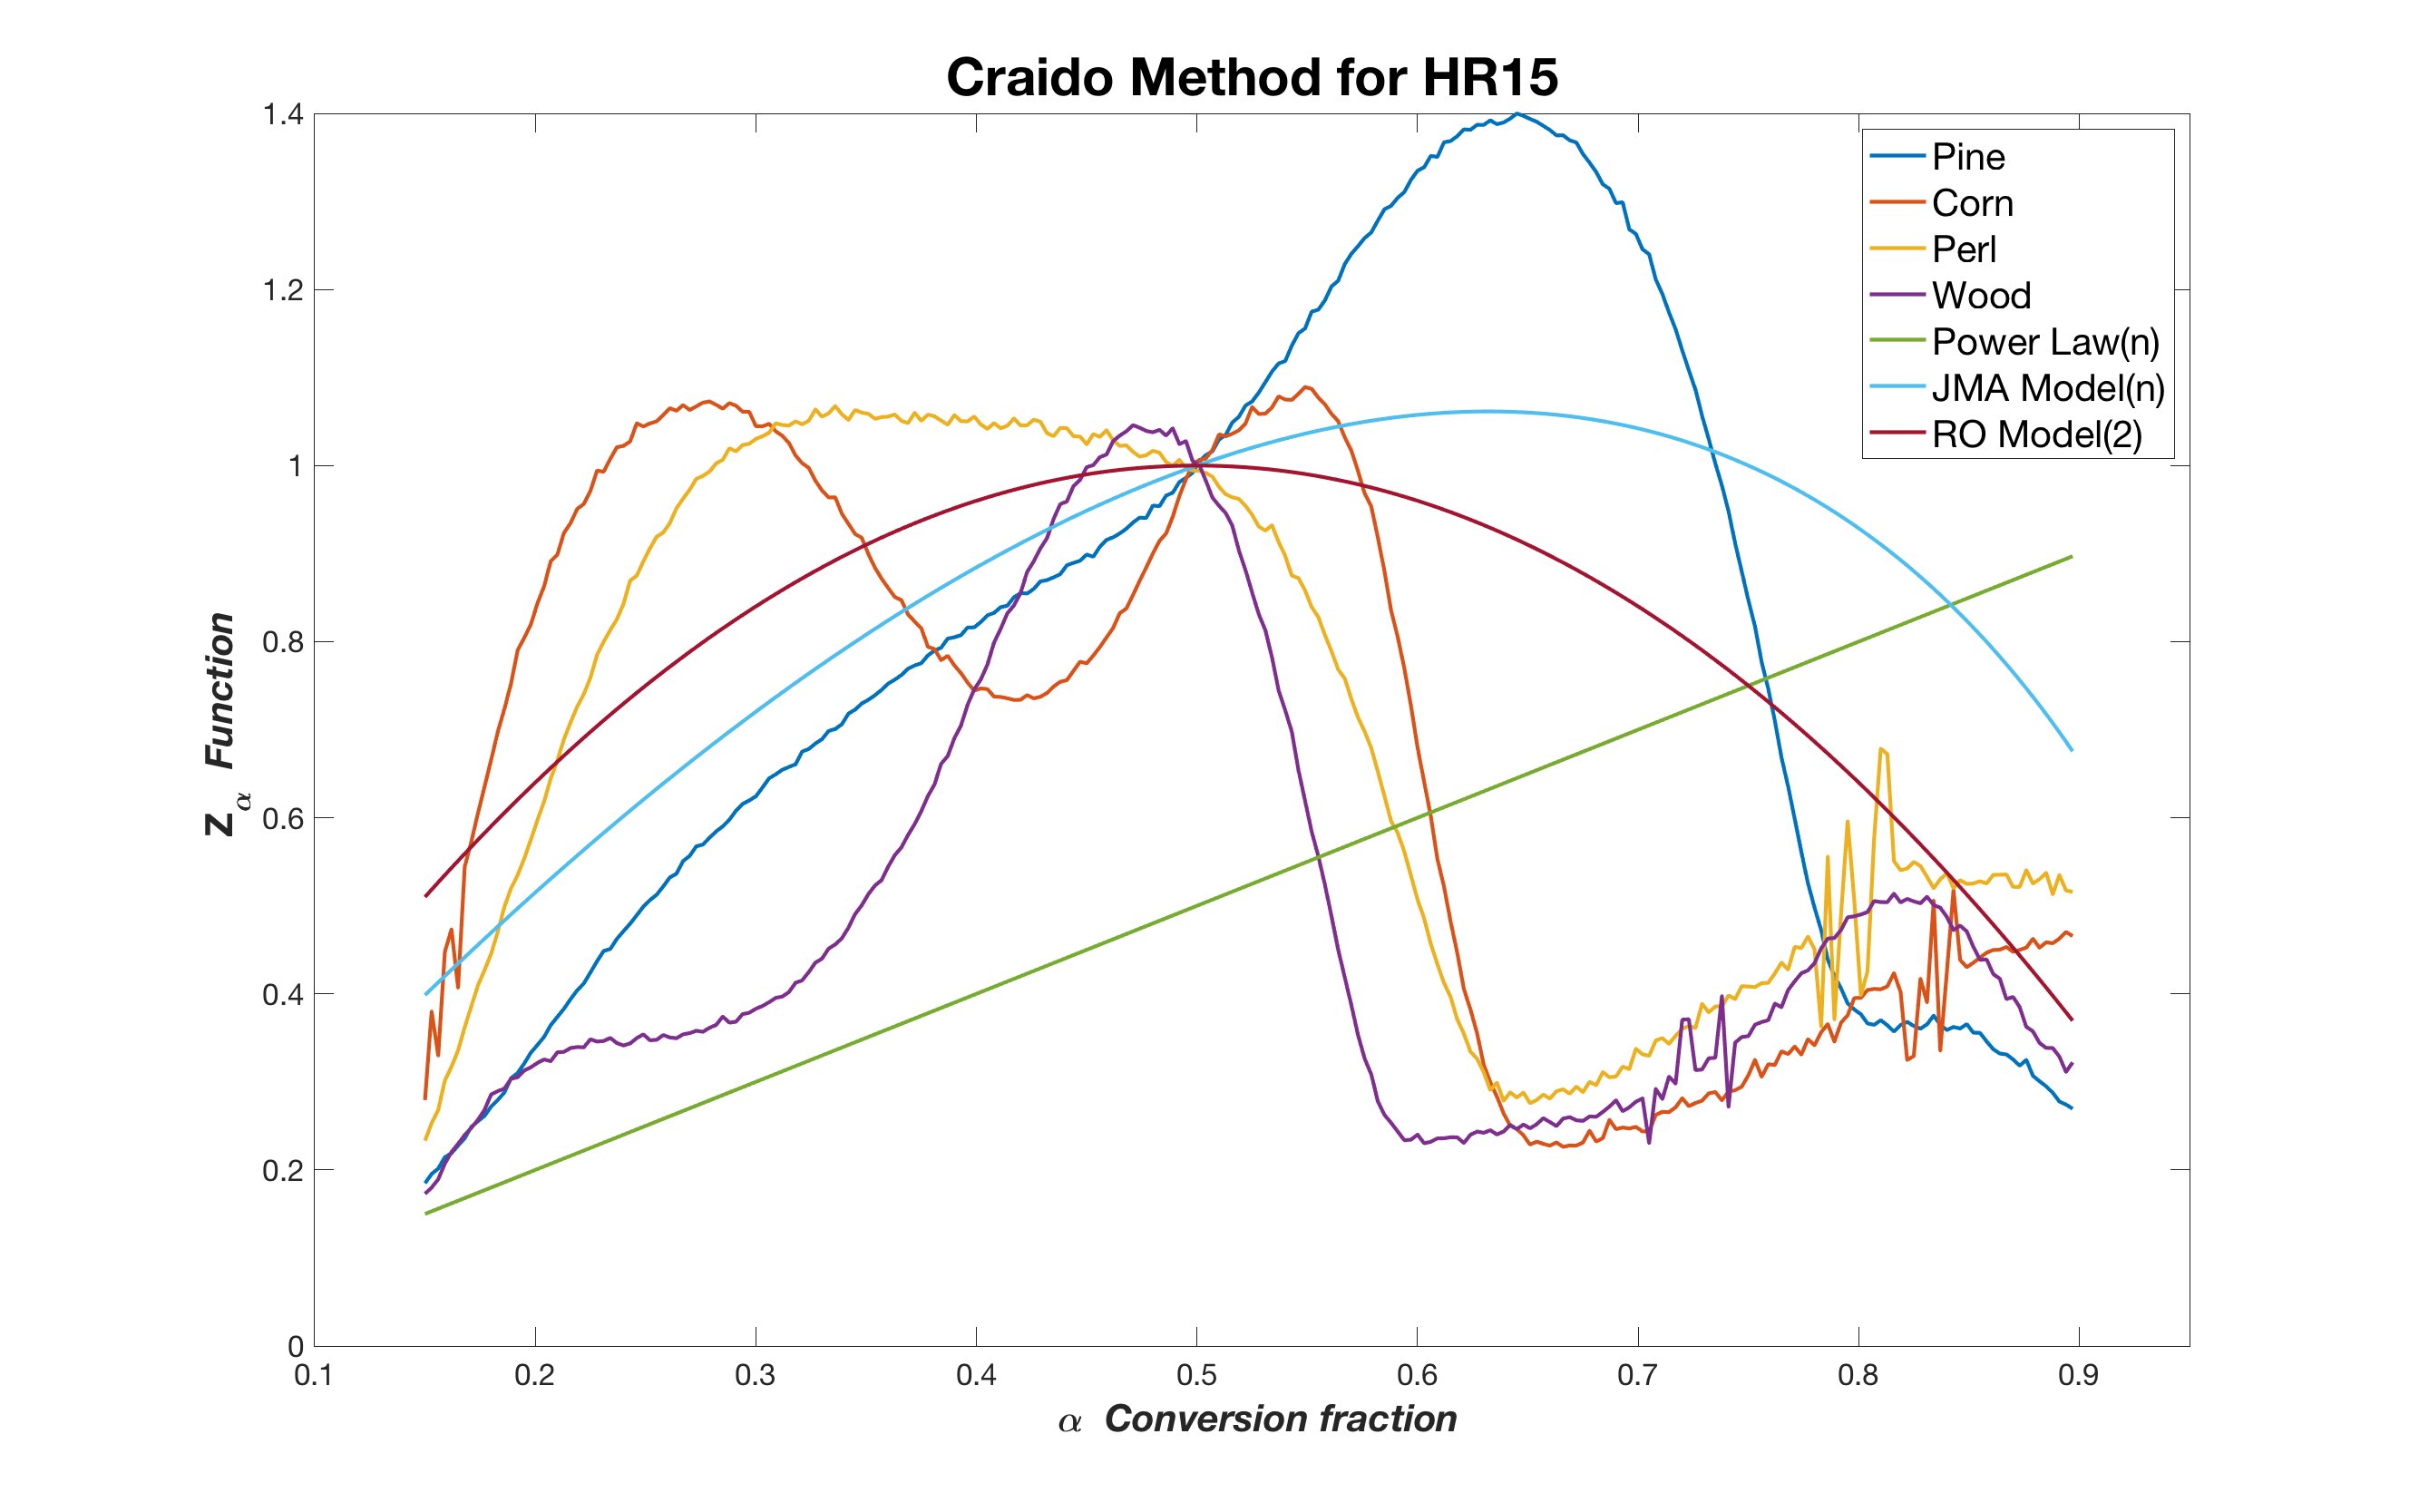 Craido Method for HR15
1.4
1.2
1
0.8
0.6
0.4
0.2
0
Z α Function
Pine
Corn
Perl
Wood
Power Law(n)
JMA Model(n)
RO Model(2)
0.1 0.2 0.3 0.4 0.5 0.6 0.7 0.8 0.9
α Conversion fraction